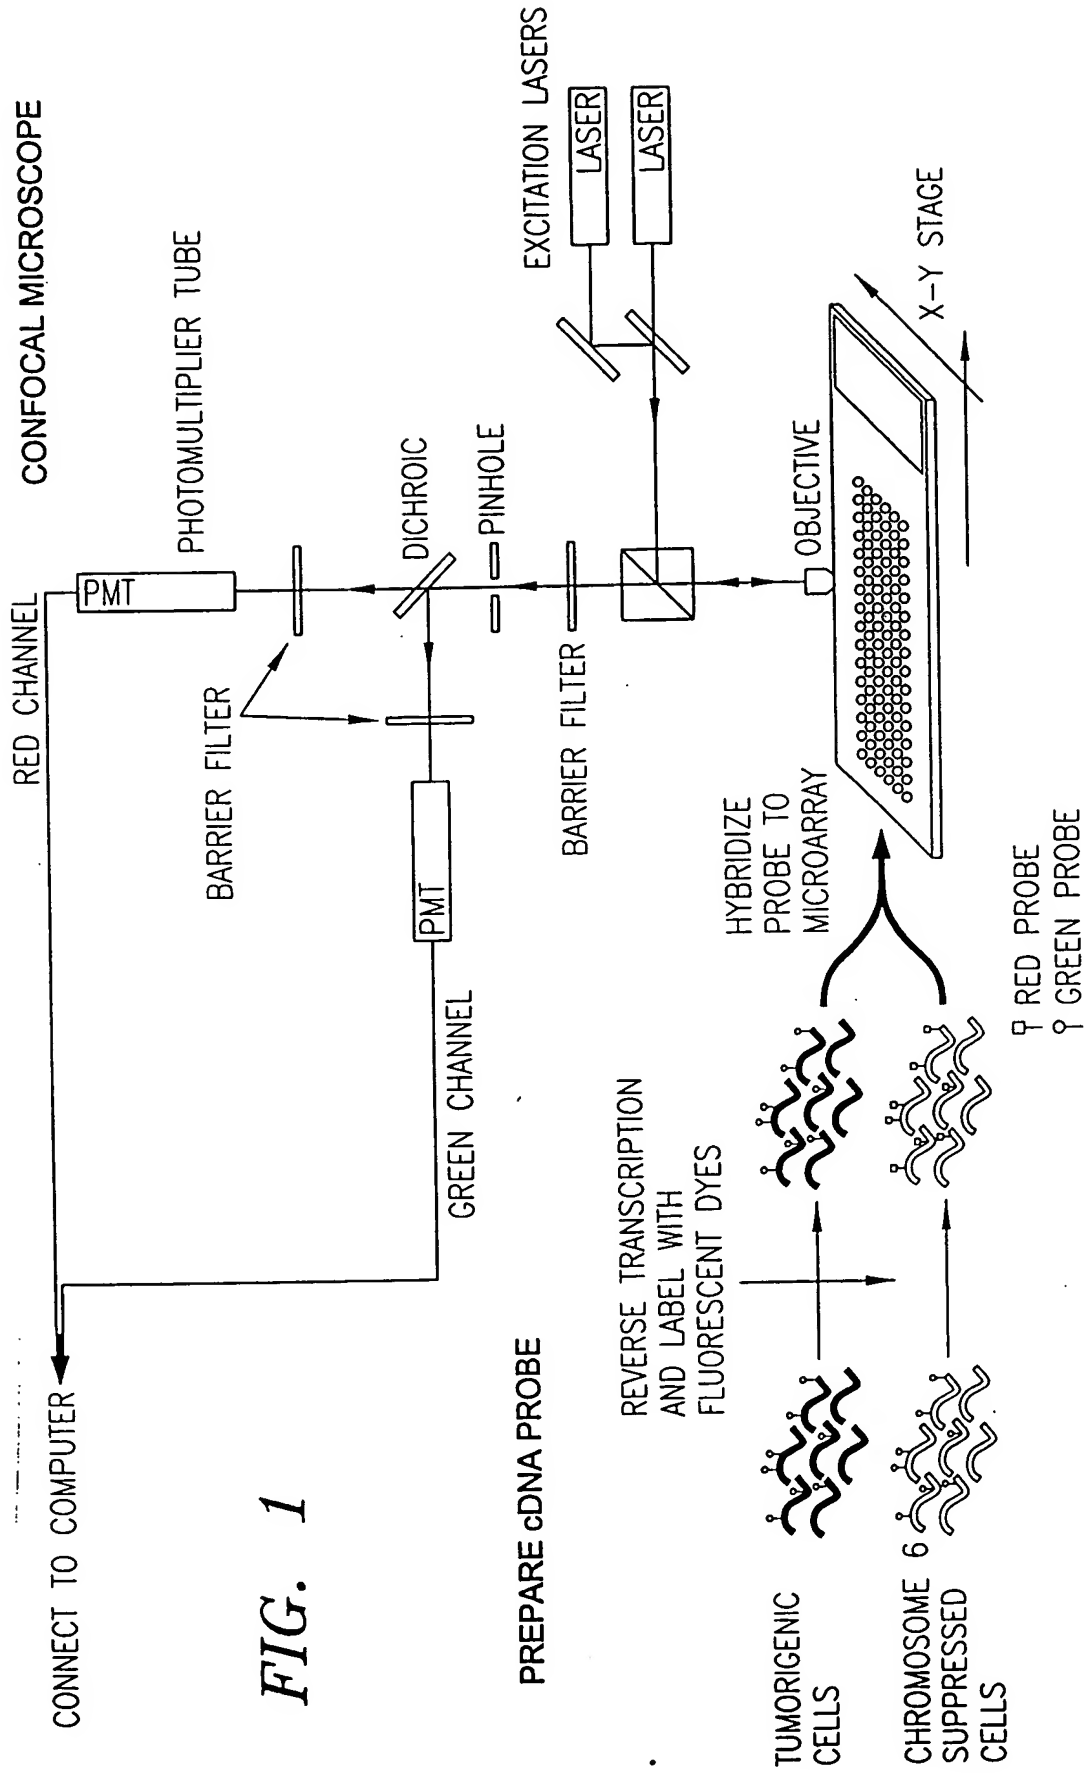 CONFOCAL MICROSCOPE
RED CHANNEL
PMT
PHOTOMULTIPLIER TUBE
BARRIER FILTER
DICHROIC
PINHOLE
EXCITATION LASERS
LASER
LASER
CONNECT TO COMPUTER
GREEN CHANNEL
PMT
BARRIER FILTER
OBJECTIVE
X-Y STAGE
FIG. 1
PREPARE cDNA PROBE
REVERSE TRANSCRIPTION
AND LABEL WITH
FLUORESCENT DYES
HYBRIDIZE
PROBE TO
MICROARRAY
TUMORIGENIC
CELLS
CHROMOSOME 6
SUPPRESSED
CELLS
RED PROBE
GREEN PROBE